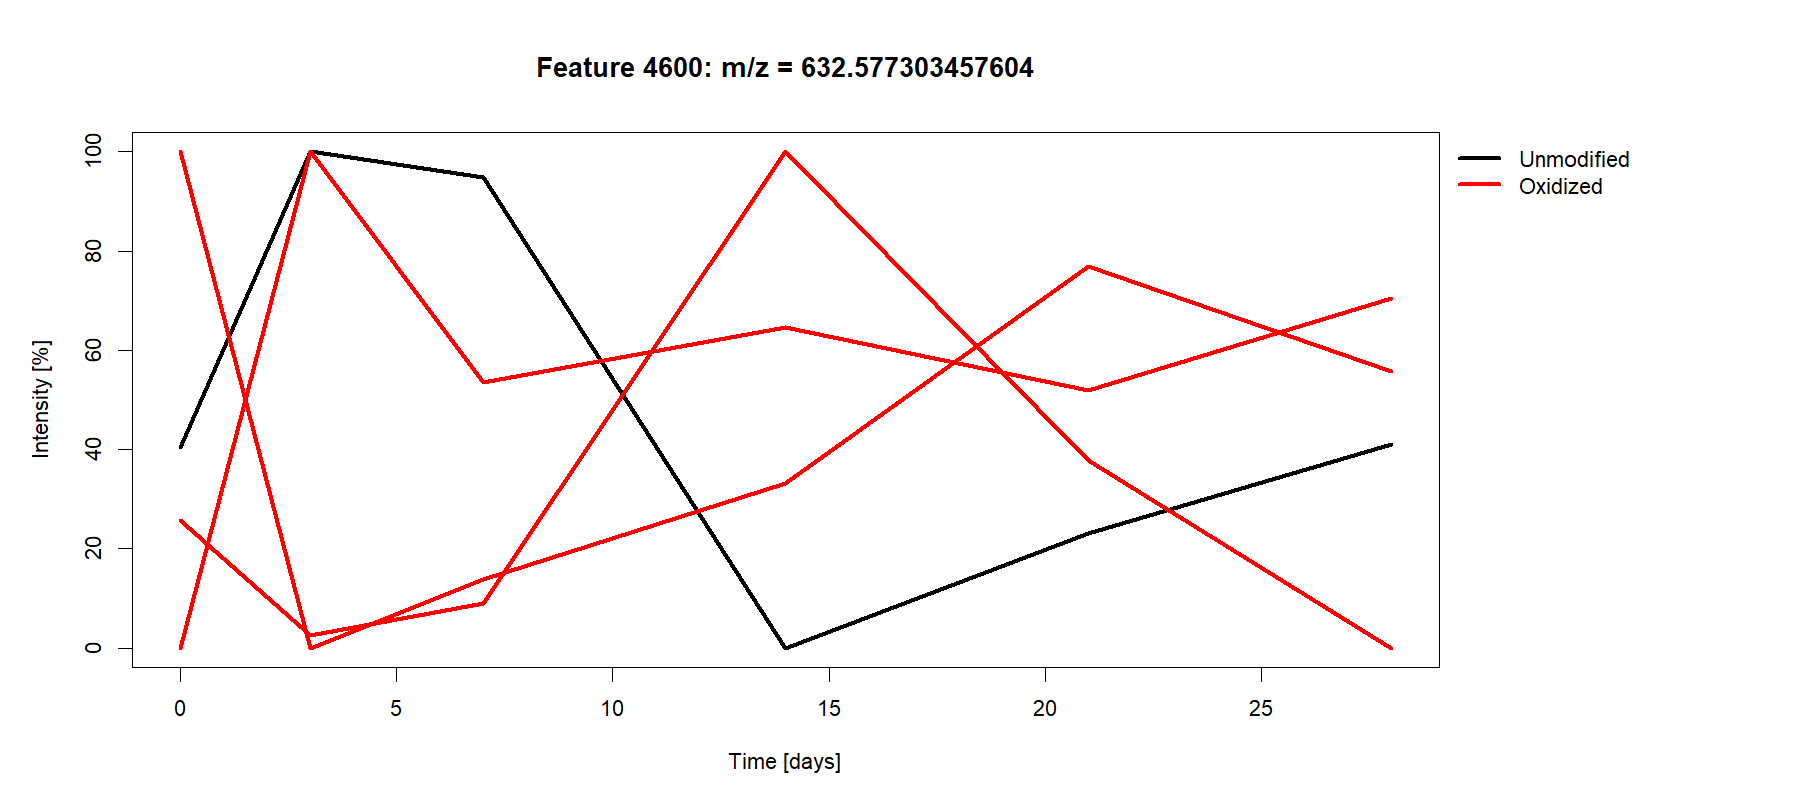 Feature 4600: m/z = 632.577303457604
Unmodified
Oxidized
100
80
60
40
20
0
Intensity [%]
0 5 10 15 20 25
Time [days]